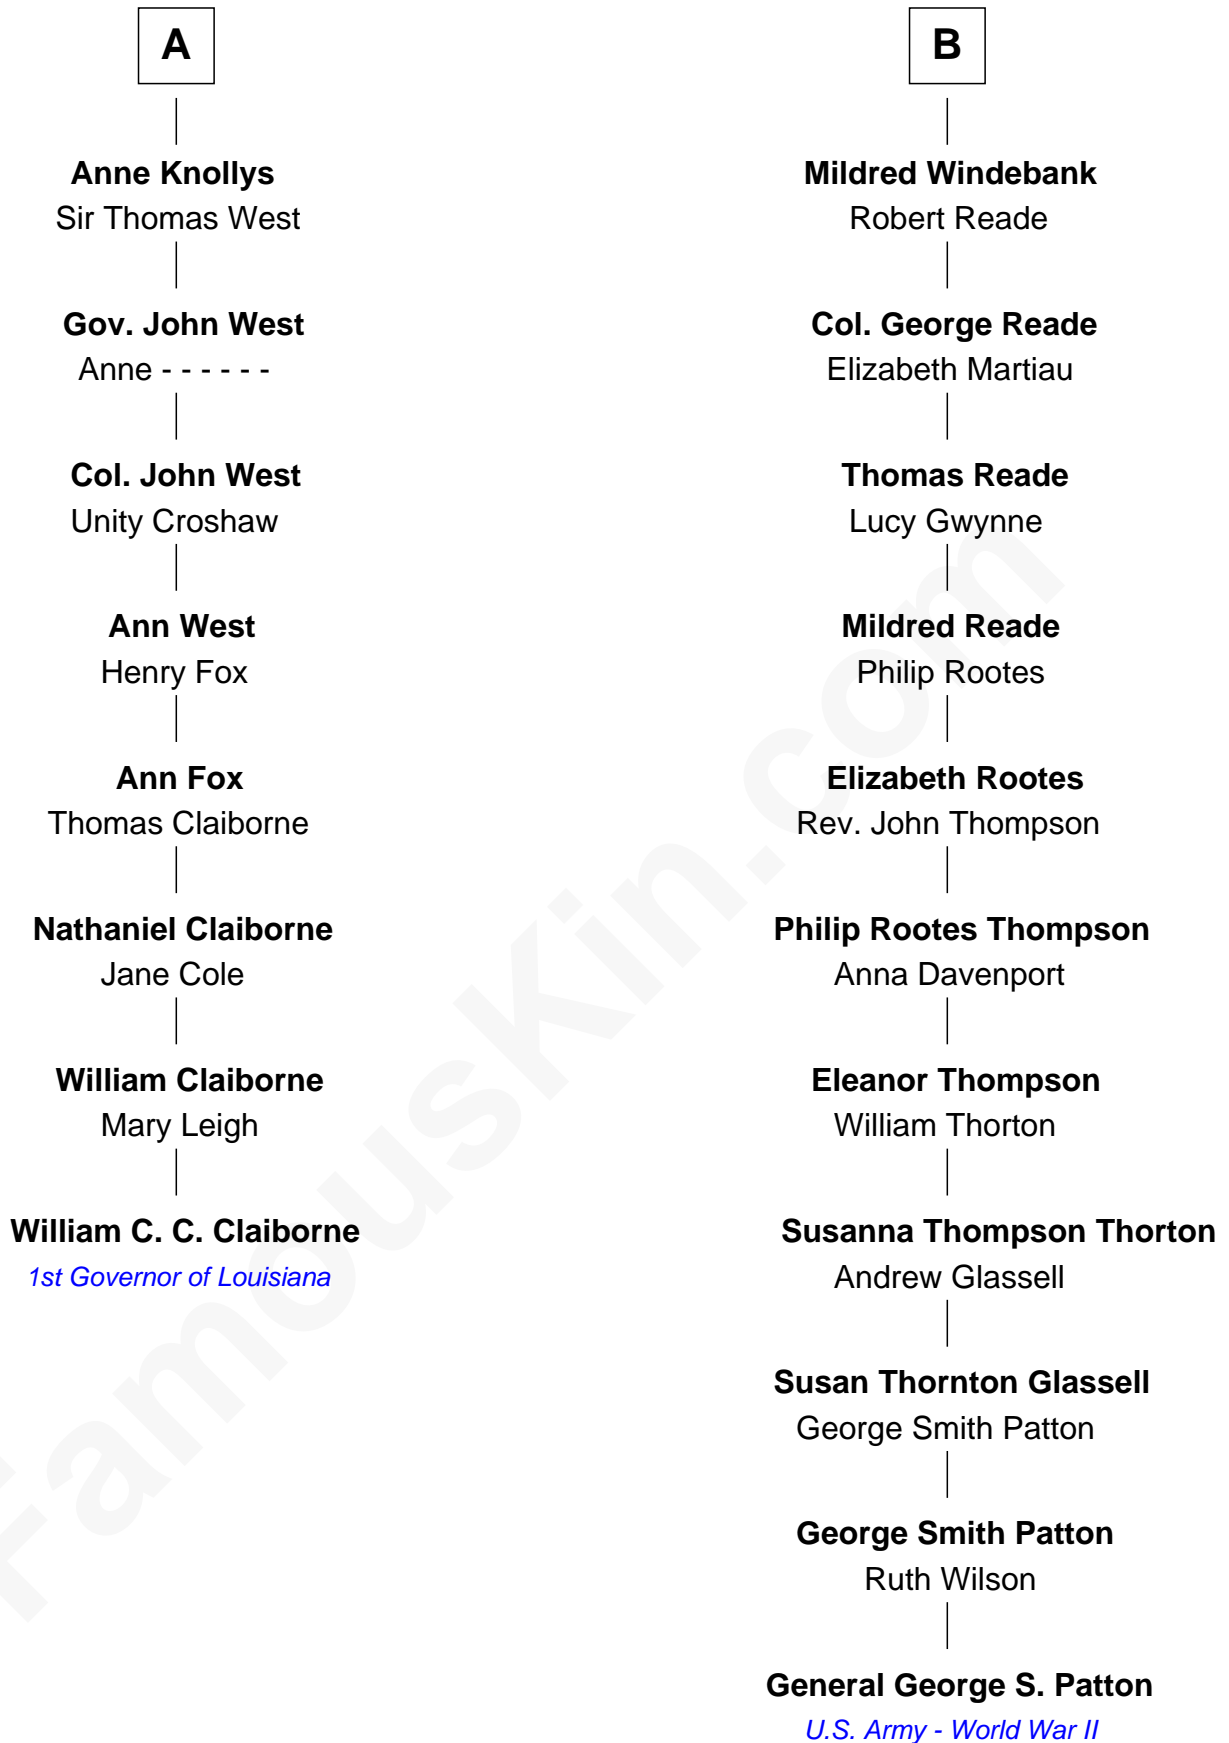 A
Anne Knollys
Sir Thomas West
Gov. John West
Anne - - - - - -
Col. John West
Unity Croshaw
Ann West
Henry Fox
Ann Fox
Thomas Claiborne
Nathaniel Claiborne
Jane Cole
William Claiborne
Mary Leigh
William C. C. Claiborne
1st Governor of Louisiana
B
Mildred Windebank
Robert Reade
Col. George Reade
Elizabeth Martiau
Thomas Reade
Lucy Gwynne
Mildred Reade
Philip Rootes
Elizabeth Rootes
Rev. John Thompson
Philip Rootes Thompson
Anna Davenport
Eleanor Thompson
William Thorton
Susanna Thompson Thorton
Andrew Glassell
Susan Thornton Glassell
George Smith Patton
George Smith Patton
Ruth Wilson
General George S. Patton
U.S. Army - World War II
FamousKin.com